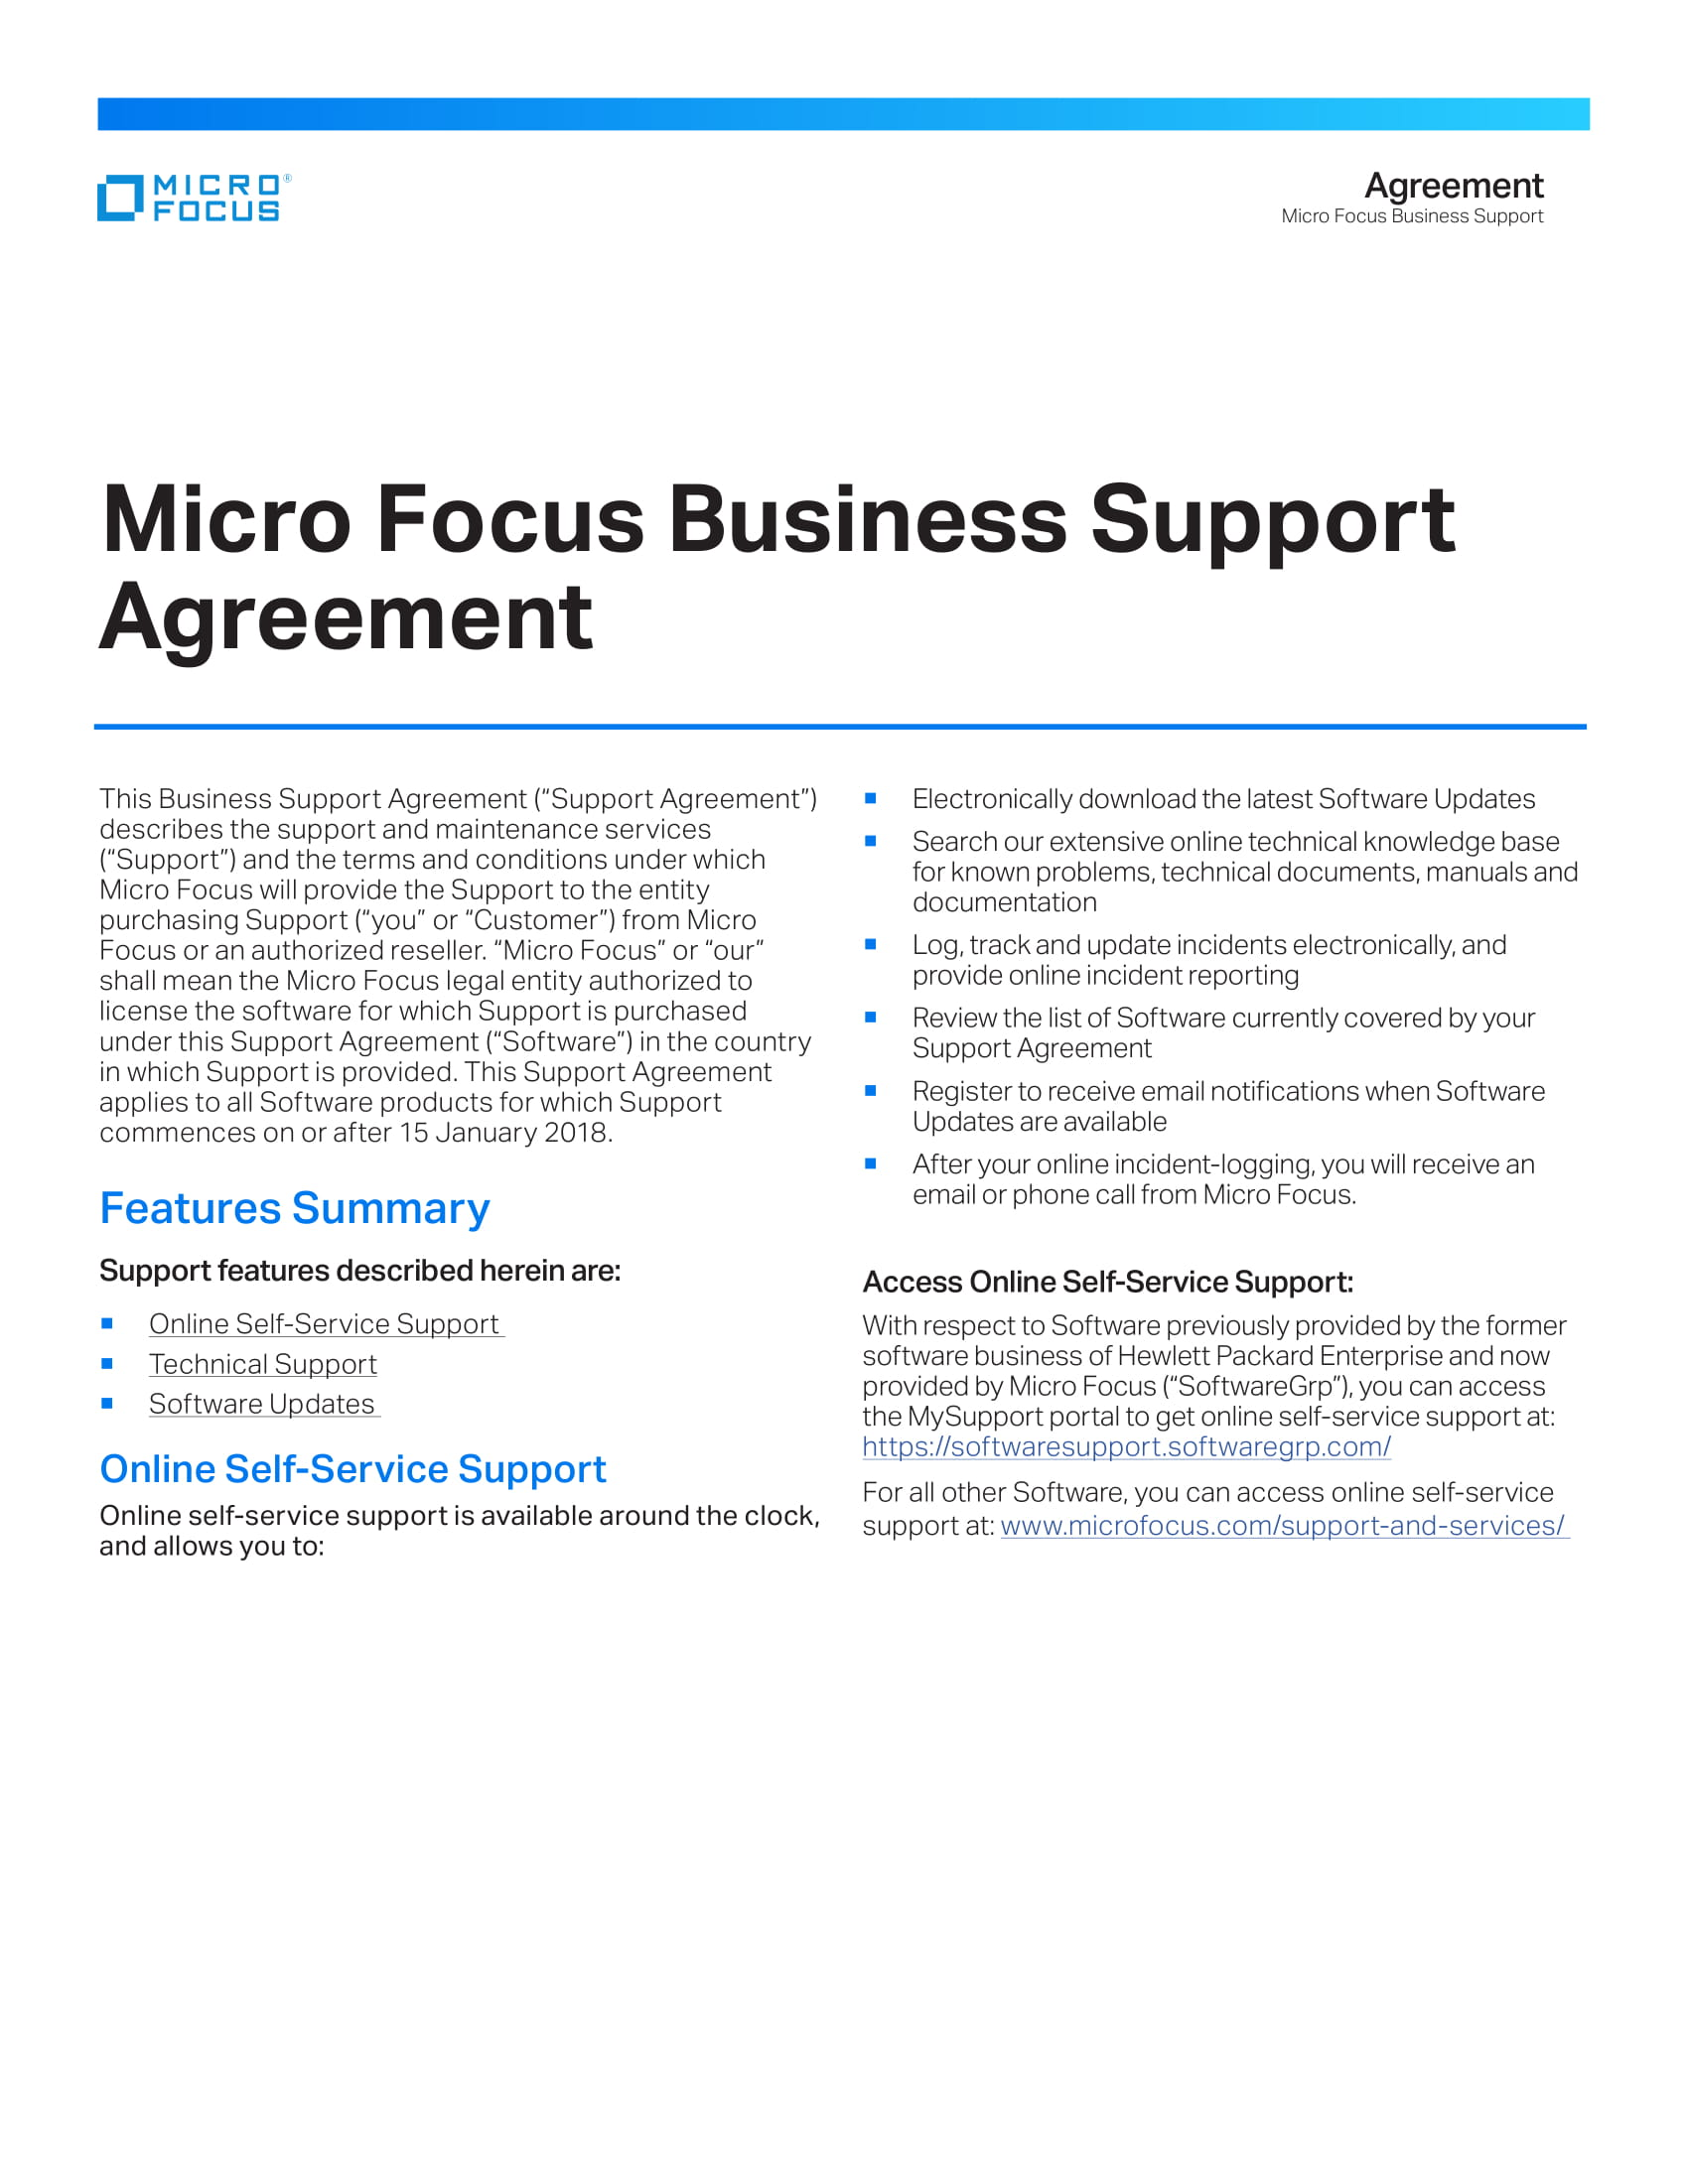 MICRO
FOCUS
®
Agreement
Micro Focus Business Support
Micro Focus Business Support
Agreement
This Business Support Agreement (“Support Agreement”)
describes the support and maintenance services
(“Support”) and the terms and conditions under which
Micro Focus will provide the Support to the entity
purchasing Support (“you” or “Customer”) from Micro
Focus or an authorized reseller. “Micro Focus” or “our”
shall mean the Micro Focus legal entity authorized to
license the software for which Support is purchased
under this Support Agreement (“Software”) in the country
in which Support is provided. This Support Agreement
applies to all Software products for which Support
commences on or after 15 January 2018.
Features Summary
Support features described herein are:
■ Online Self-Service Support
■ Technical Support
■ Software Updates
Online Self-Service Support
Online self-service support is available around the clock,
and allows you to:
■ Electronically download the latest Software Updates
■ Search our extensive online technical knowledge base
for known problems, technical documents, manuals and
documentation
■ Log, track and update incidents electronically, and
provide online incident reporting
■ Review the list of Software currently covered by your
Support Agreement
■ Register to receive email notifications when Software
Updates are available
■ After your online incident-logging, you will receive an
email or phone call from Micro Focus.
Access Online Self-Service Support:
With respect to Software previously provided by the former
software business of Hewlett Packard Enterprise and now
provided by Micro Focus (“SoftwareGrp”), you can access
the MySupport portal to get online self-service support at:
https://softwaresupport.softwaregrp.com/
For all other Software, you can access online self-service
support at: www.microfocus.com/support-and-services/